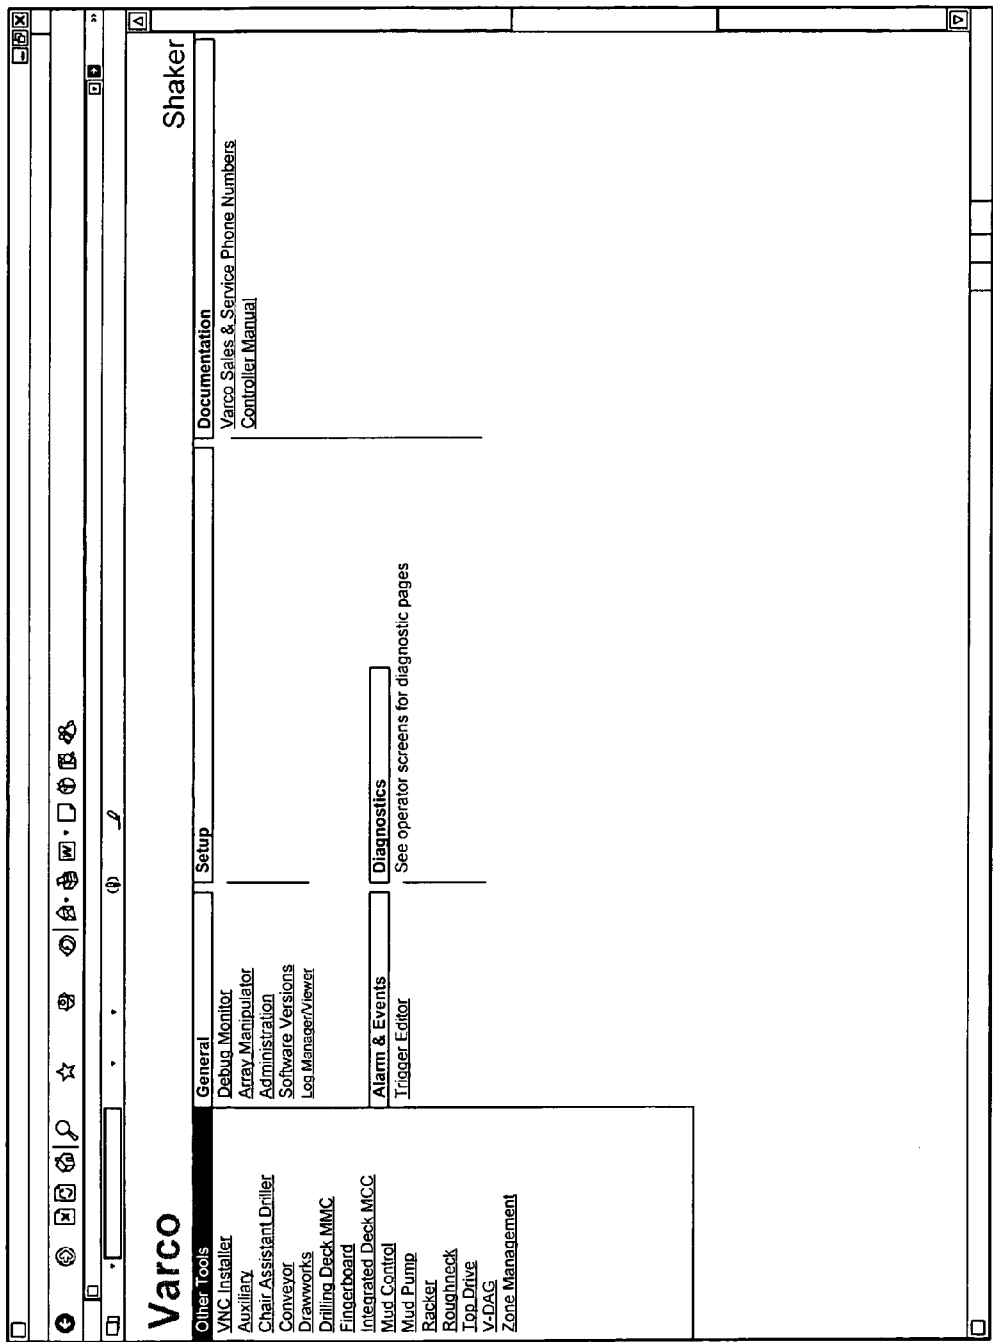 Varco
Shaker
Other Tools
VNC Installer
Auxiliary
Chair Assistant Driller
Conveyor
Drawworks
Drilling Deck MMC
Fingerboard
Integrated Deck MCC
Mud Control
Mud Pump
Racker
Roughneck
Top Drive
V-DAG
Zone Management
General
Debug Monitor
Array Manipulator
Administration
Software Versions
Log Manager/Viewer
Alarm & Events
Trigger Editor
Setup
Diagnostics
See operator screens for diagnostic pages
Documentation
Varco Sales & Service Phone Numbers
Controller Manual